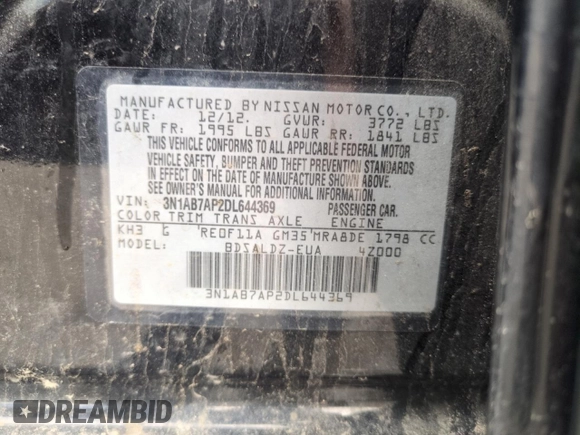 MANUFACTURED BY NISSAN MOTOR CO., LTD.
DATE: 12/12. GVWR: 3772 LBS
GAWR FR: 1995 LBS GAWR RR: 1841 LBS
THIS VEHICLE CONFORMS TO ALL APPLICABLE FEDERAL MOTOR
VEHICLE SAFETY, BUMPER AND THEFT PREVENTION STANDARDS
IN EFFECT ON THE DATE OF MANUFACTURE SHOWN ABOVE.
SEE OWNER'S MANUAL FOR ADDITIONAL INFORMATION.
VIN: 3N1AB7AP2DL644369 PASSENGER CAR.
COLOR TRIM TRANS AXLE ENGINE
KH3 G RE0F11A GM35 MRA8DE 1798 CC
BDSALDZ-EUA 4Z000
3N1AB7AP2DL644369
DREAMBID